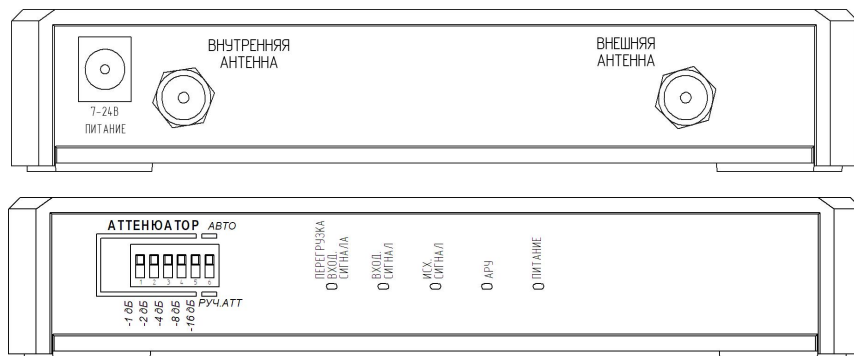 ВНУТРЕННЯЯ
АНТЕННА
ВНЕШНЯЯ
АНТЕННА
7-24В
ПИТАНИЕ
АТТЕНЮАТОР
АВТО
1 2 3 4 5 6
-1 дБ
-2 дБ
-4 дБ
-8 дБ
-16 дБ
РУЧ.АТТ
ПЕРЕГРУЗКА
ВХОД.
СИГНАЛА
ВХОД.
СИГНАЛ
ИСХ.
СИГНАЛ
АРУ
ПИТАНИЕ